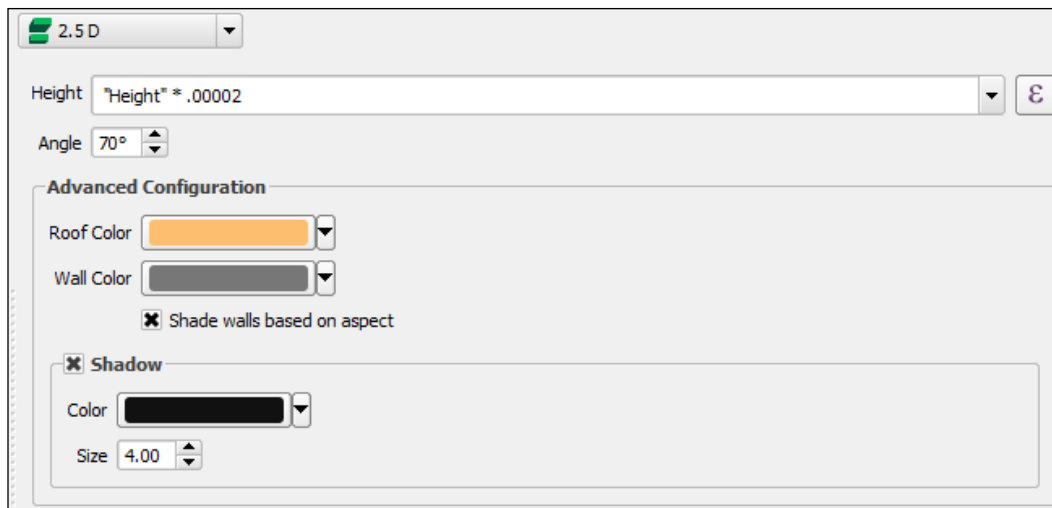 2.5 D
Height "Height" * .00002 ε
Angle 70°
Advanced Configuration
Roof Color
Wall Color
Shade walls based on aspect
Shadow
Color
Size 4.00